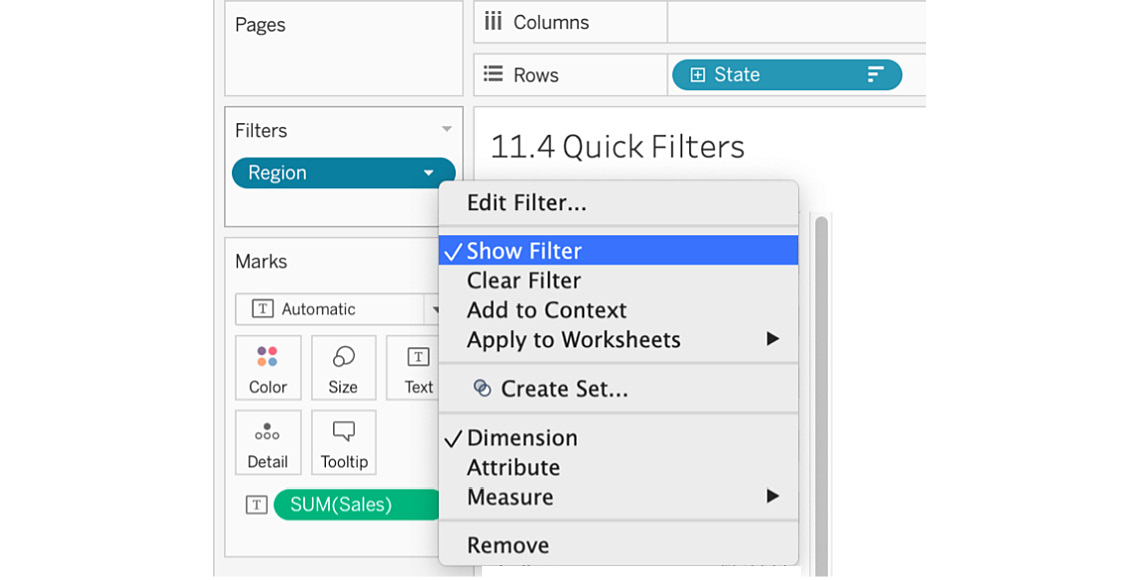 Pages
Columns
Rows
State
Filters
Region
11.4 Quick Filters
Edit Filter...
Show Filter
Clear Filter
Add to Context
Apply to Worksheets
Create Set...
Dimension
Attribute
Measure
Remove
Marks
T Automatic
Color
Size
T
Text
Detail
Tooltip
T SUM(Sales)